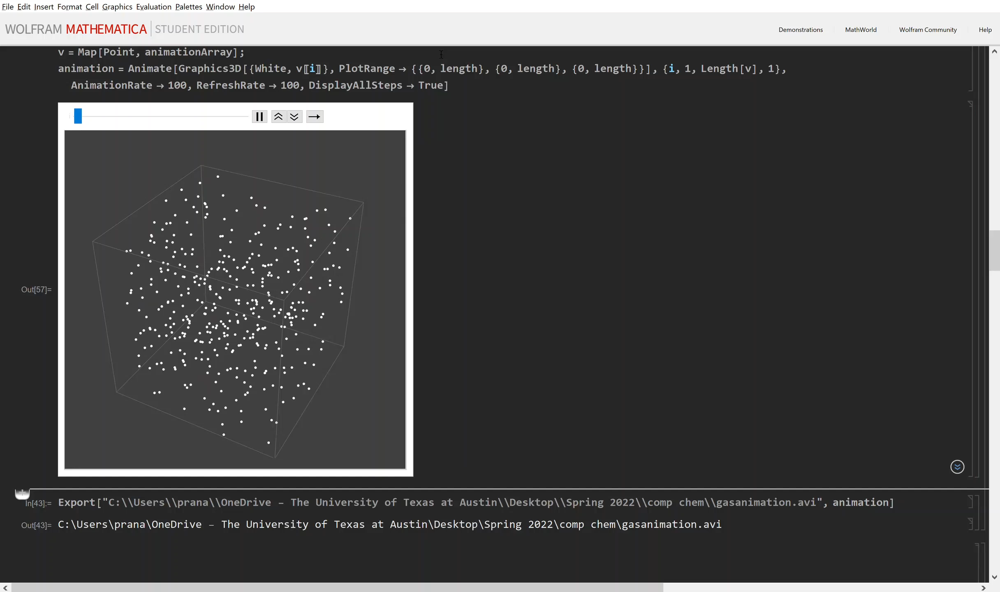 File Edit Insert Format Cell Graphics Evaluation Palettes Window Help
WOLFRAM MATHEMATICA STUDENT EDITION
Demonstrations MathWorld Wolfram Community Help
v = Map[Point, animationArray];
animation = Animate[Graphics3D[{White, v〚i〛}, PlotRange → {{0, length}, {0, length}, {0, length}}], {i, 1, Length[v], 1},
AnimationRate → 100, RefreshRate → 100, DisplayAllSteps → True]
i
Out[57]=
In[43]:= Export["C:\\Users\\prana\\OneDrive – The University of Texas at Austin\\Desktop\\Spring 2022\\comp chem\\gasanimation.avi", animation]
Out[43]= C:\Users\prana\OneDrive – The University of Texas at Austin\Desktop\Spring 2022\comp chem\gasanimation.avi